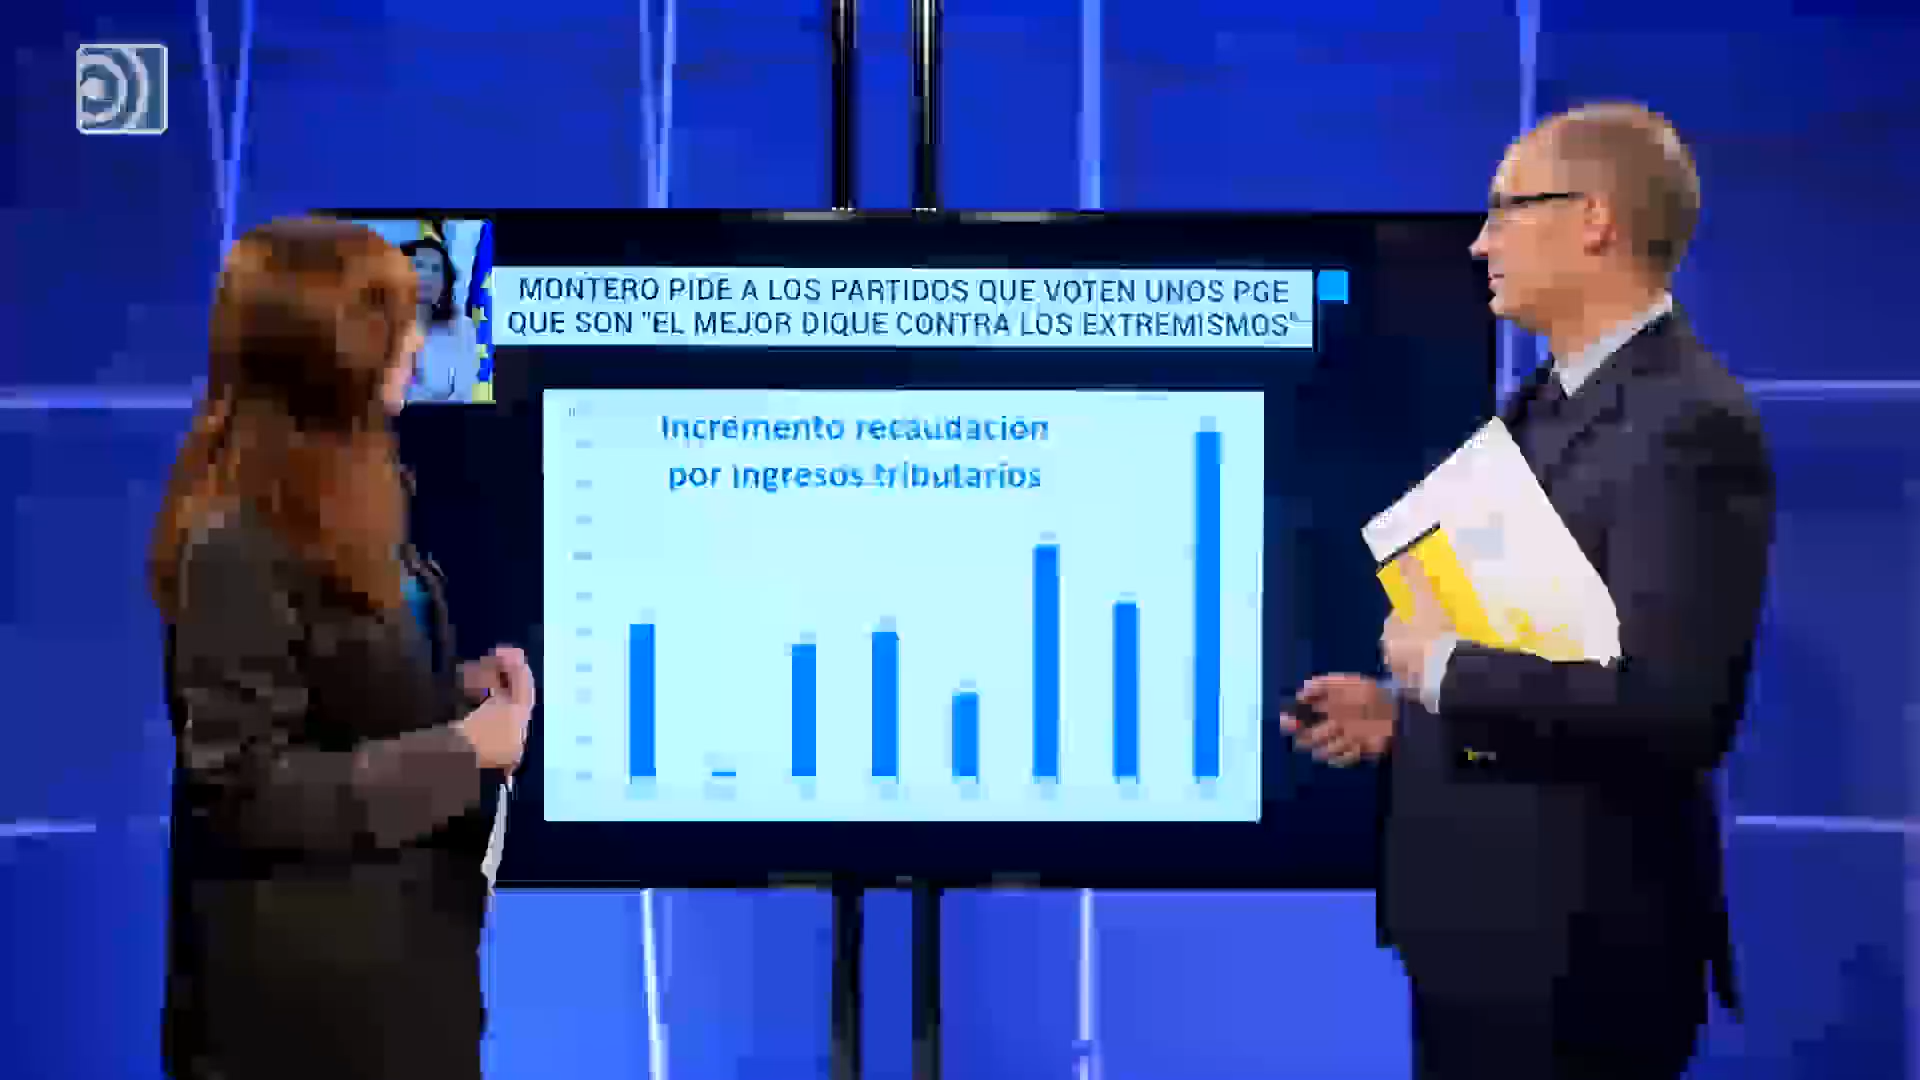 MONTERO PIDE A LOS PARTIDOS QUE VOTEN UNOS PGE
QUE SON "EL MEJOR DIQUE CONTRA LOS EXTREMISMOS"
Incremento recaudación
por ingresos tributarios